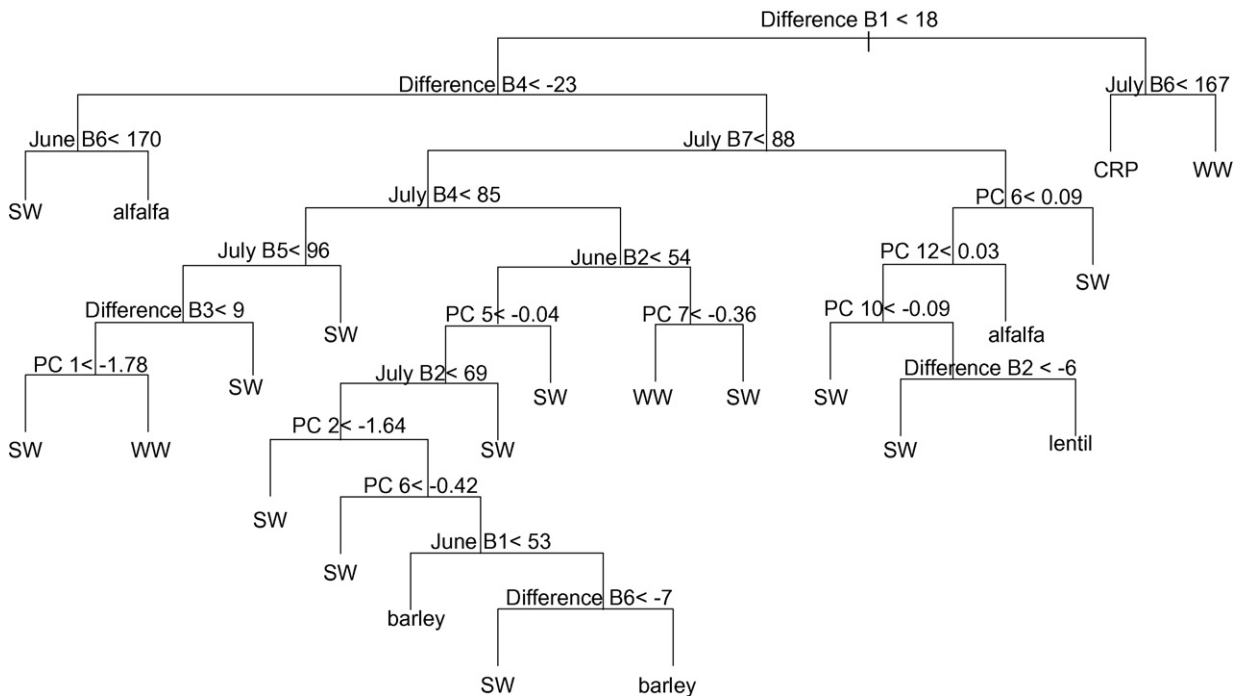 Difference B1 < 18
Difference B4< -23
July B6< 167
June B6< 170
July B7< 88
CRP
WW
SW
alfalfa
July B4< 85
PC 6< 0.09
July B5< 96
June B2< 54
PC 12< 0.03
SW
Difference B3< 9
SW
PC 5< -0.04
PC 7< -0.36
PC 10< -0.09
alfalfa
PC 1< -1.78
SW
July B2< 69
SW
WW
SW
SW
Difference B2 < -6
SW
WW
PC 2< -1.64
SW
SW
lentil
SW
PC 6< -0.42
SW
June B1< 53
barley
Difference B6< -7
SW
barley